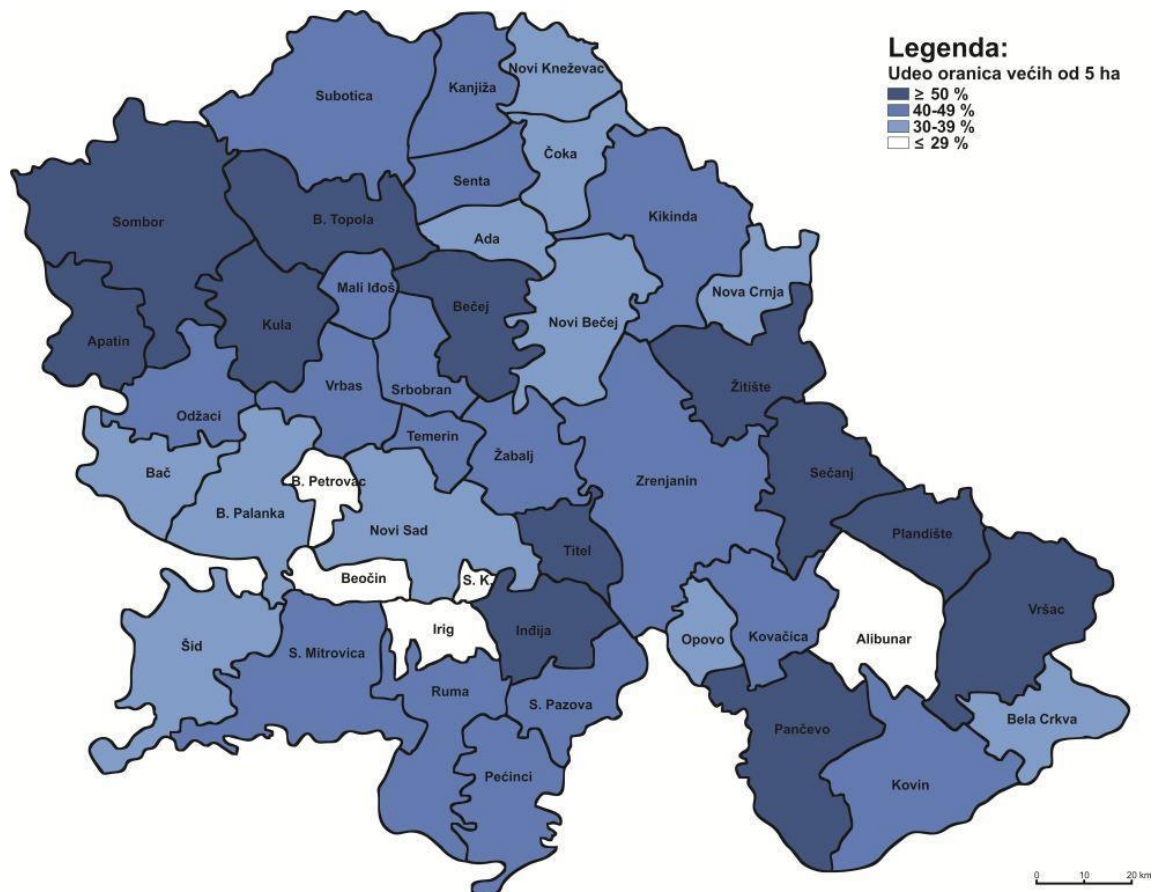 Legenda:
Udeo oranica većih od 5 ha
≥ 50 %
40-49 %
30-39 %
≤ 29 %
Novi Kneževac
Kanjiža
Subotica
Čoka
Senta
Kikinda
Sombor
B. Topola
Ada
Mali Iđoš
Nova Crnja
Bečej
Novi Bečej
Kula
Apatin
Žitište
Vrbas
Srbobran
Odžaci
Temerin
Žabalj
Bač
B. Petrovac
Zrenjanin
Sečanj
B. Palanka
Novi Sad
Plandište
Titel
Beočin
S. K.
Vršac
Irig
Inđija
Opovo
Kovačica
Alibunar
Šid
S. Mitrovica
Ruma
S. Pazova
Bela Crkva
Pančevo
Pećinci
Kovin
0 10 20 km